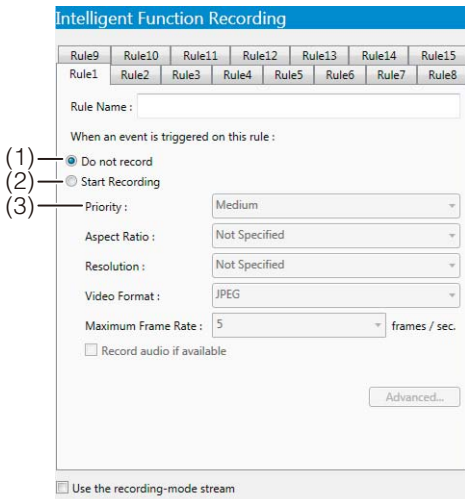 Intelligent Function Recording
Rule9 Rule10 Rule11 Rule12 Rule13 Rule14 Rule15
Rule1 Rule2 Rule3 Rule4 Rule5 Rule6 Rule7 Rule8
Rule Name :
When an event is triggered on this rule :
(1) Do not record
(2) Start Recording
(3) Priority : Medium
Aspect Ratio : Not Specified
Resolution : Not Specified
Video Format : JPEG
Maximum Frame Rate : 5 frames / sec.
Record audio if available
Advanced...
Use the recording-mode stream